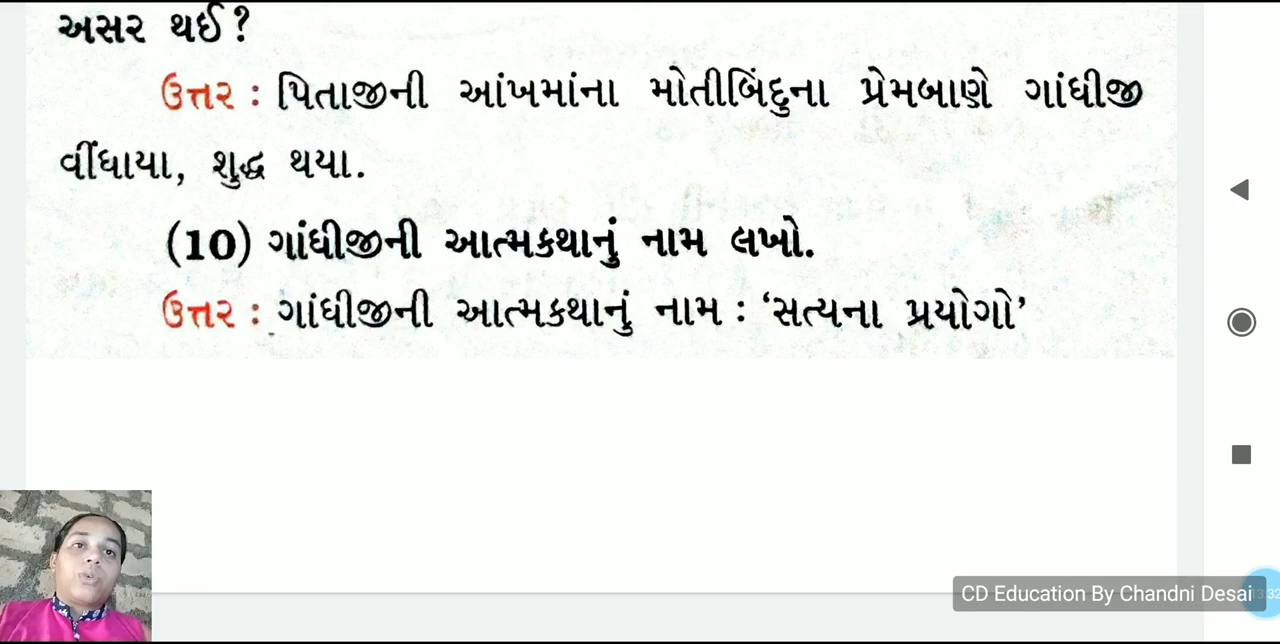 અસર થઈ?
ઉત્તર : પિતાજીની આંખમાંના મોતીબિંદુના પ્રેમબાણે ગાંધીજી
વીંધાયા, શુદ્ધ થયા.
(10) ગાંધીજીની આત્મકથાનું નામ લખો.
ઉત્તર : ગાંધીજીની આત્મકથાનું નામ : ‘સત્યના પ્રયોગો’
CD Education By Chandni Desai